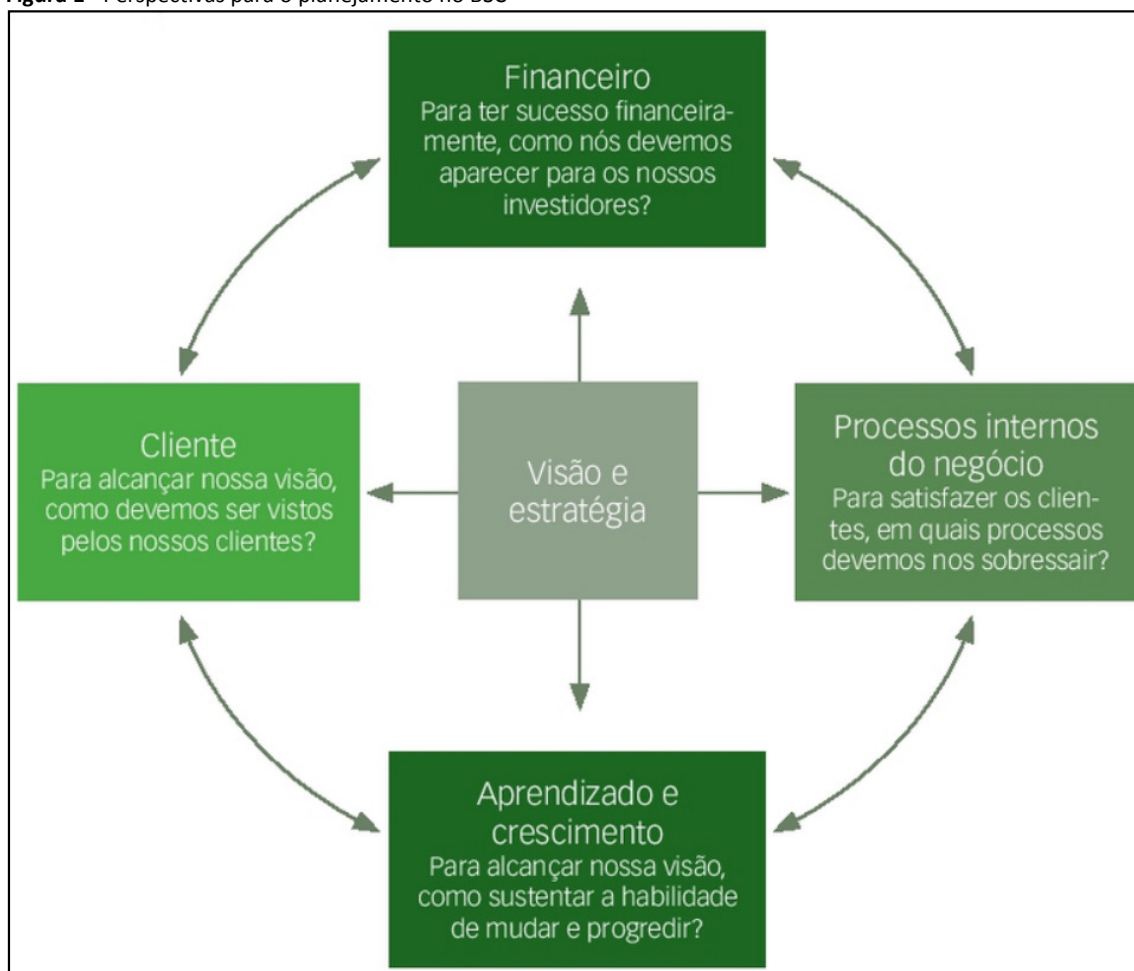 Figura 1 - Perspectivas para o planejamento no BSC
Financeiro
Para ter sucesso financeira-
mente, como nós devemos
aparecer para os nossos
investidores?
Cliente
Para alcançar nossa visão,
como devemos ser vistos
pelos nossos clientes?
Visão e
estratégia
Processos internos
do negócio
Para satisfazer os clien-
tes, em quais processos
devemos nos sobressair?
Aprendizado e
crescimento
Para alcançar nossa visão,
como sustentar a habilidade
de mudar e progredir?